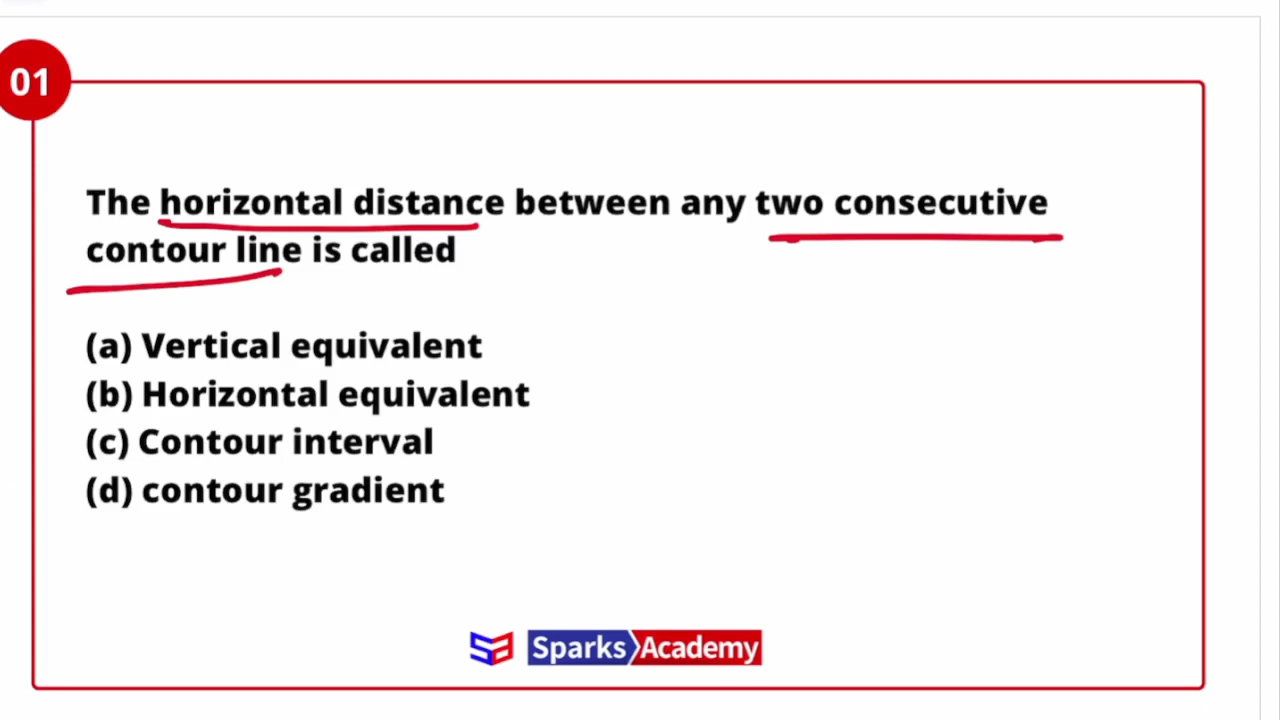 01
The horizontal distance between any two consecutive
contour line is called
(a) Vertical equivalent
(b) Horizontal equivalent
(c) Contour interval
(d) contour gradient
Sparks Academy